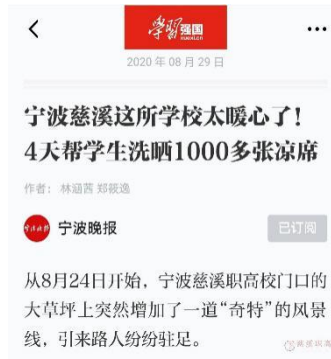 学习强国
2020年08月29日
宁波慈溪这所学校太暖心了！
4天帮学生洗晒1000多张凉席
作者：林涵茜 郑筱逸
宁波晚报
已订阅
从8月24日开始，宁波慈溪职高校门口的
大草坪上突然增加了一道“奇特”的风景
线，引来路人纷纷驻足。